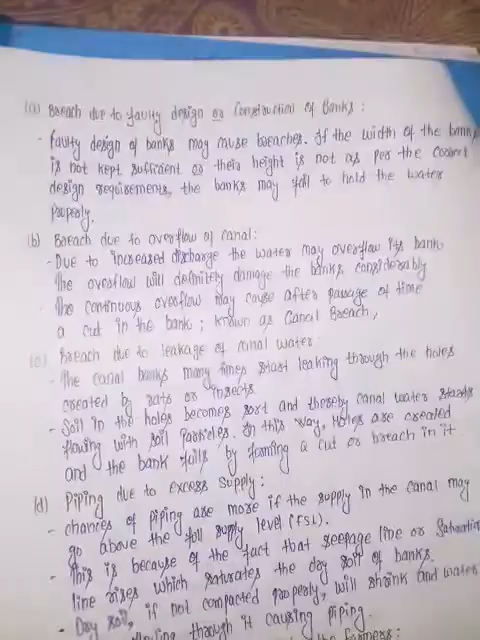 (a) Breach due to faulty design or Construction of Banks :
- Faulty design of banks may cause breaches. If the width of the banks
is not kept sufficient or their height is not as per the correct
design requirements, the banks may fall to hold the water
properly.
(b) Breach due to overflow of canal:
- Due to increased discharge the water may overflow its bank
The overflow will definitely damage the banks considerably
- The continuous overflow may cause after passage of time
a cut in the bank ; known as Canal Breach,
(c) Breach due to leakage of canal water
- The canal banks many times start leaking through the holes
created by rats or insects
- Soil in the holes becomes sort and thereby canal water starts
flowing with soil particles. In this way, Holes are created
and the bank fails by forming a cut or breach in it
(d) Piping due to excess supply :
- chances of piping are more if the supply in the canal may
go above the full supply level (FSL).
- This is because of the fact that seepage line or saturation
line rises which saturates the dry soil of banks.
- Dry soil, if not compacted properly, will shrink and water
through it causing piping.